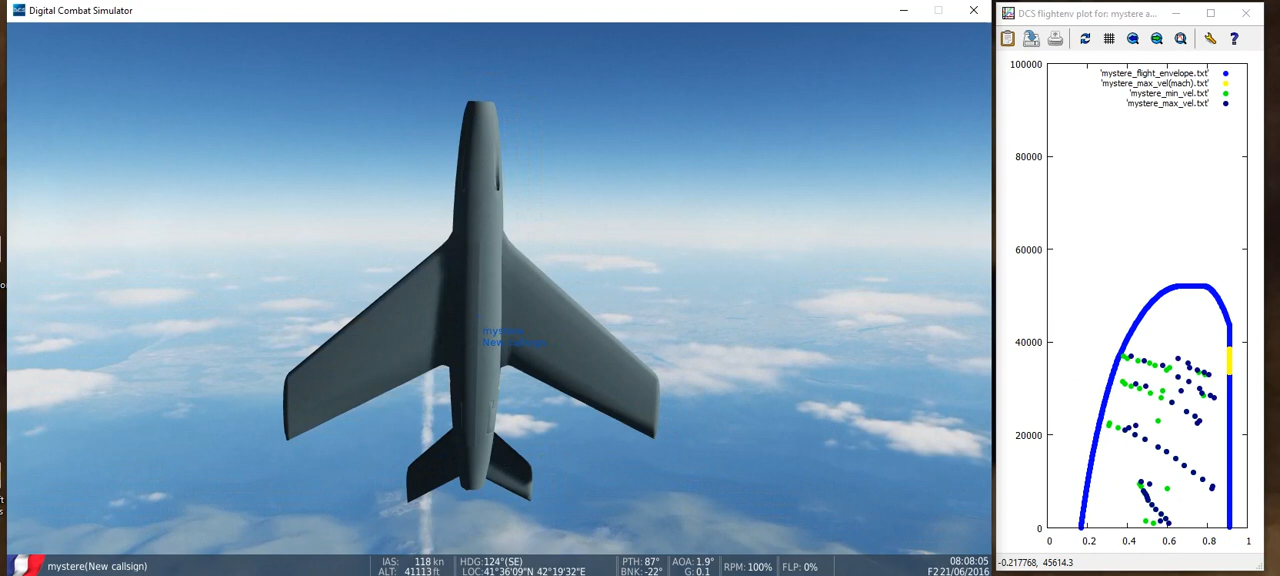 Digital Combat Simulator
DCS flightenv plot for: mystere a...
100000
80000
60000
40000
20000
0
0 0.2 0.4 0.6 0.8 1
'mystere_flight_envelope.txt'
'mystere_max_vel(mach).txt'
'mystere_min_vel.txt'
'mystere_max_vel.txt'
-0.217768, 45614.3
mystere
New callsign
mystere(New callsign)
IAS: 118 kn
ALT: 41113 ft
HDG:124°(SE)
LOC:41°36'09"N 42°19'32"E
PTH: 87°
BNK: -22°
AOA: 1.9°
G: 0.1
RPM: 100%
FLP: 0%
08:08:05
F2 21/06/2016